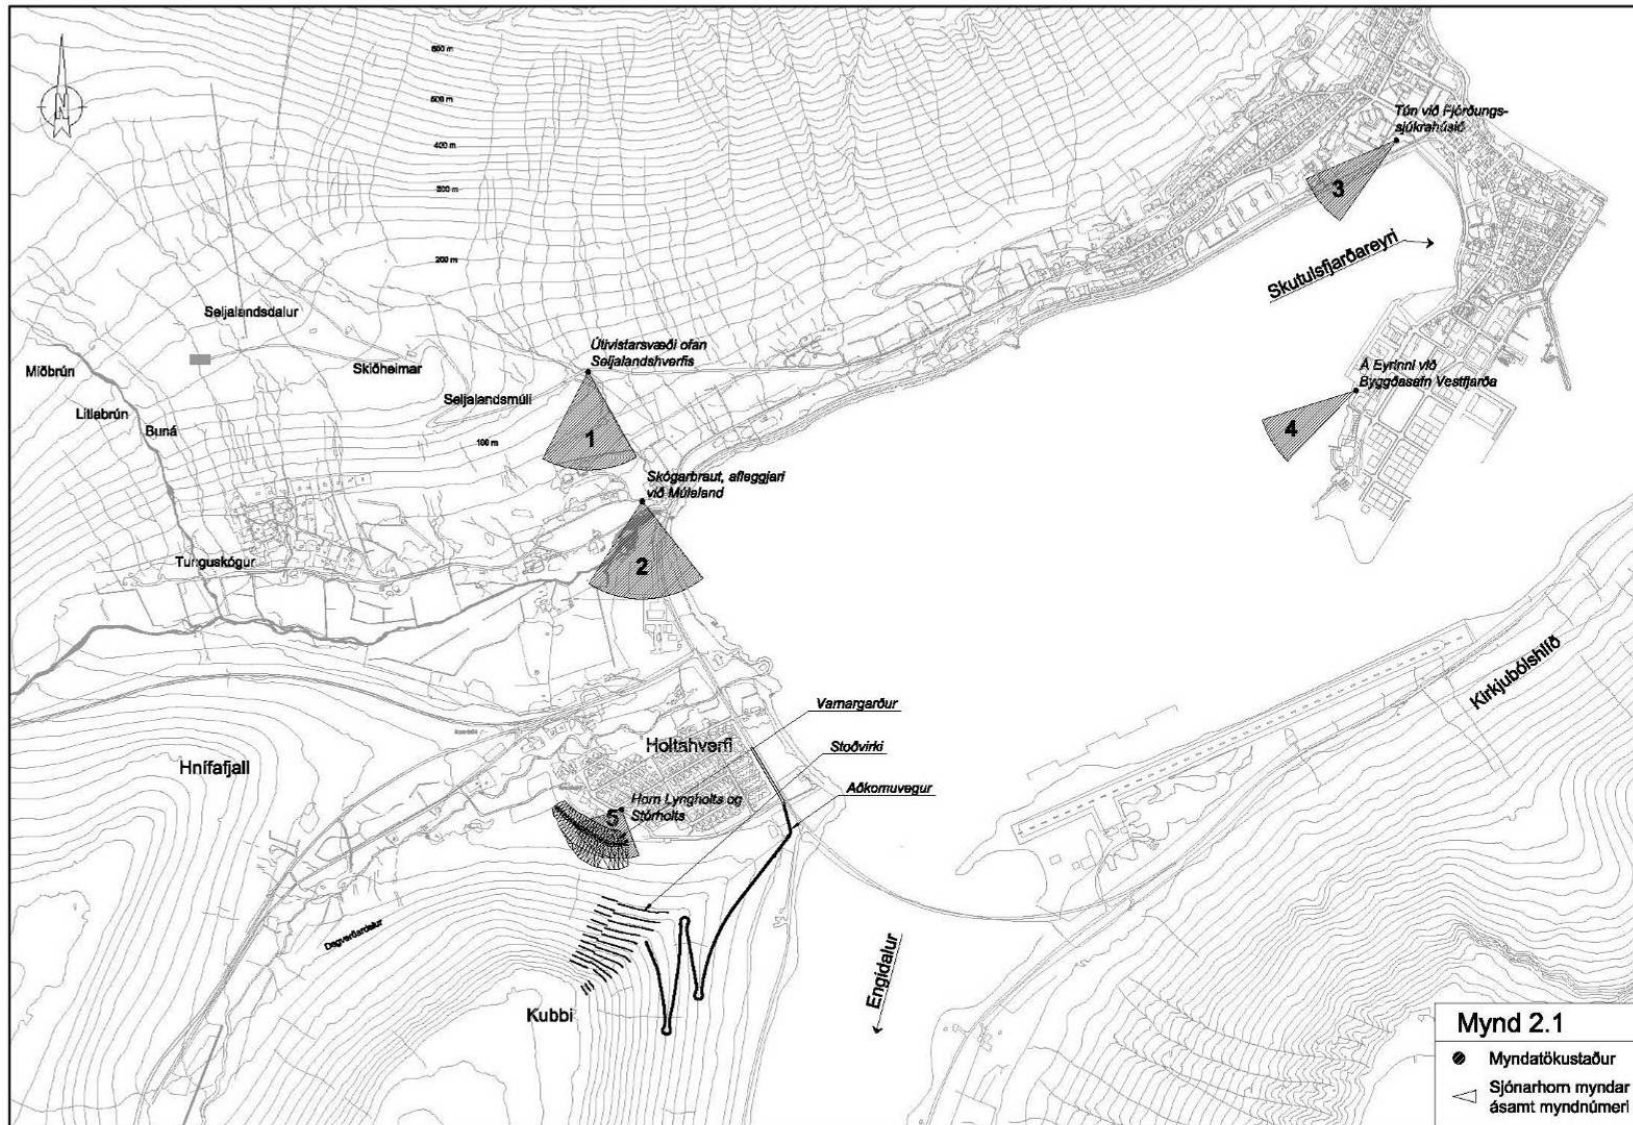 600 m
500 m
400 m
300 m
200 m
100 m
N
Tún við Fjórðungs-
sjúkrahúsið
3
Skutulsfjarðareyri
Á Eyrinni við
Byggðasafn Vestfjarða
4
Seljalandsdalur
Miðbrún
Litlabrún
Buná
Skíðheimar
Seljalandsmúli
Útivistarsvæði ofan
Seljalandshverfis
1
Skógarbraut, afleggjari
við Múlaland
2
Tunguskógur
Kirkjubólshlíð
Varnargarður
Stoðvirki
Aðkomuvegur
Holtahverfi
Hnífafjall
5
Horn Lyngholts og
Stórholts
Dagverðardalur
Kubbi
Engidalur
Mynd 2.1
Myndatökustaður
Sjónarhorn myndar
ásamt myndnúmeri